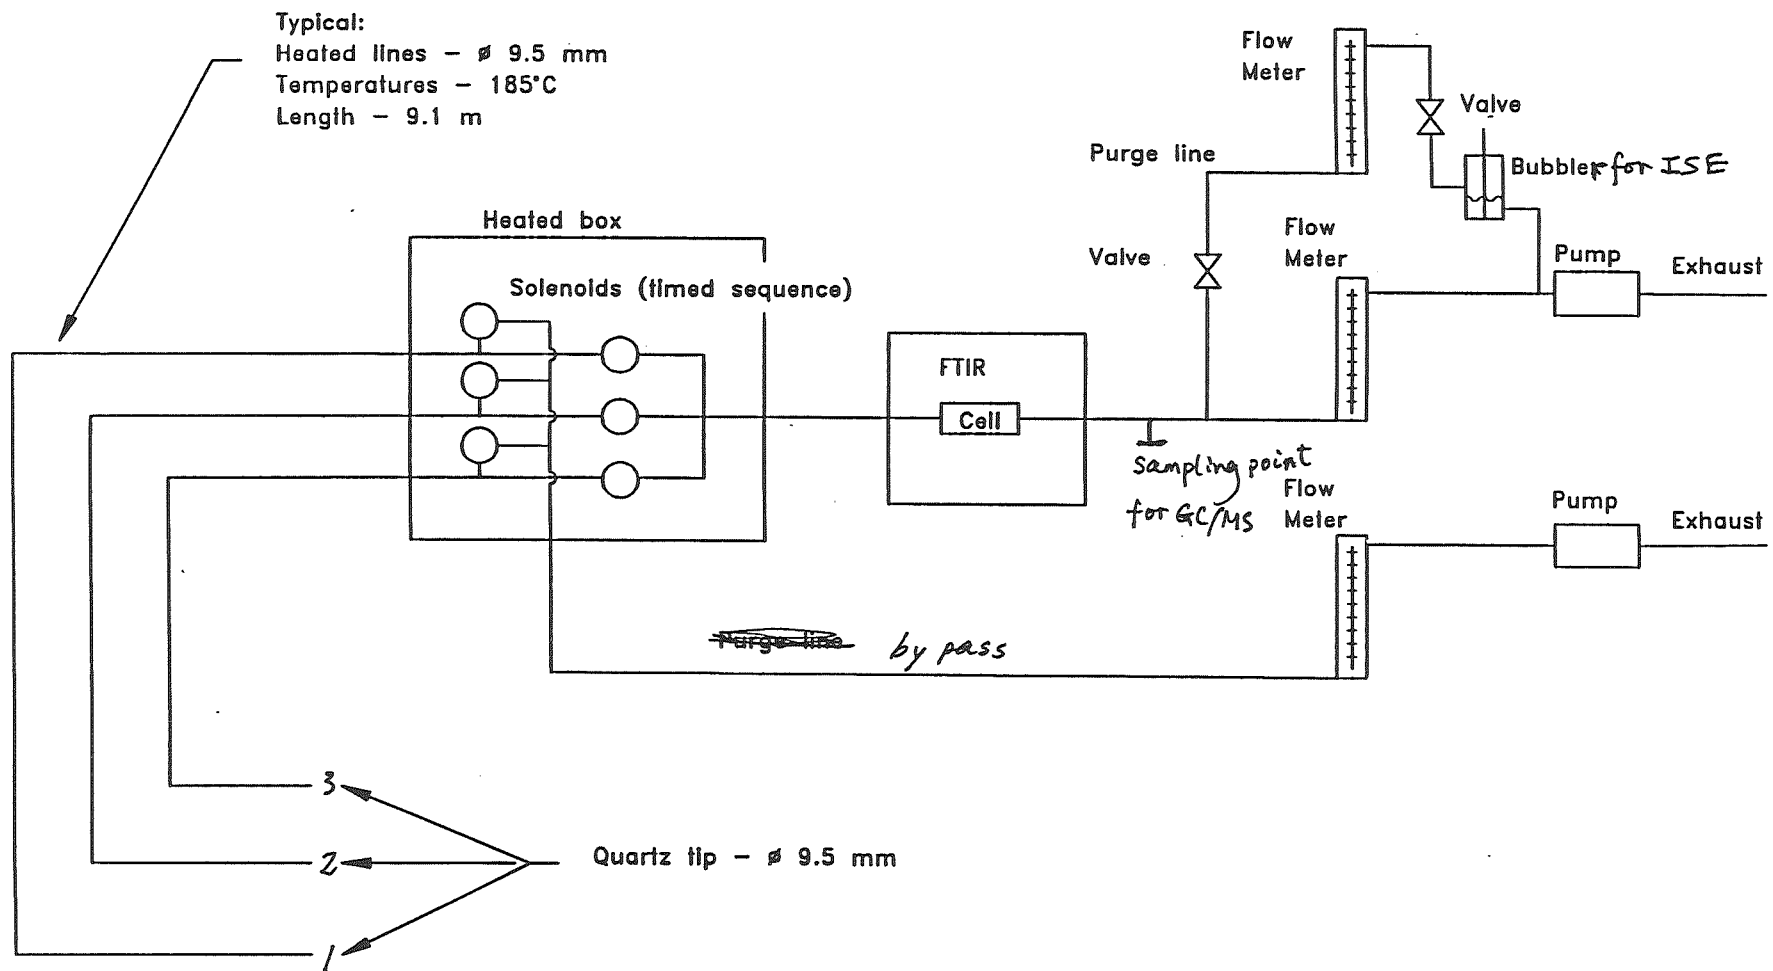 Typical:
Heated lines – ø 9.5 mm
Temperatures – 185°C
Length – 9.1 m
Flow
Meter
Valve
Purge line
Bubbler for ISE
Heated box
Flow
Meter
Valve
Pump
Exhaust
Solenoids (timed sequence)
FTIR
Cell
Sampling point
for GC/MS
Flow
Meter
Pump
Exhaust
Purge line
by pass
3
2
Quartz tip – ø 9.5 mm
1